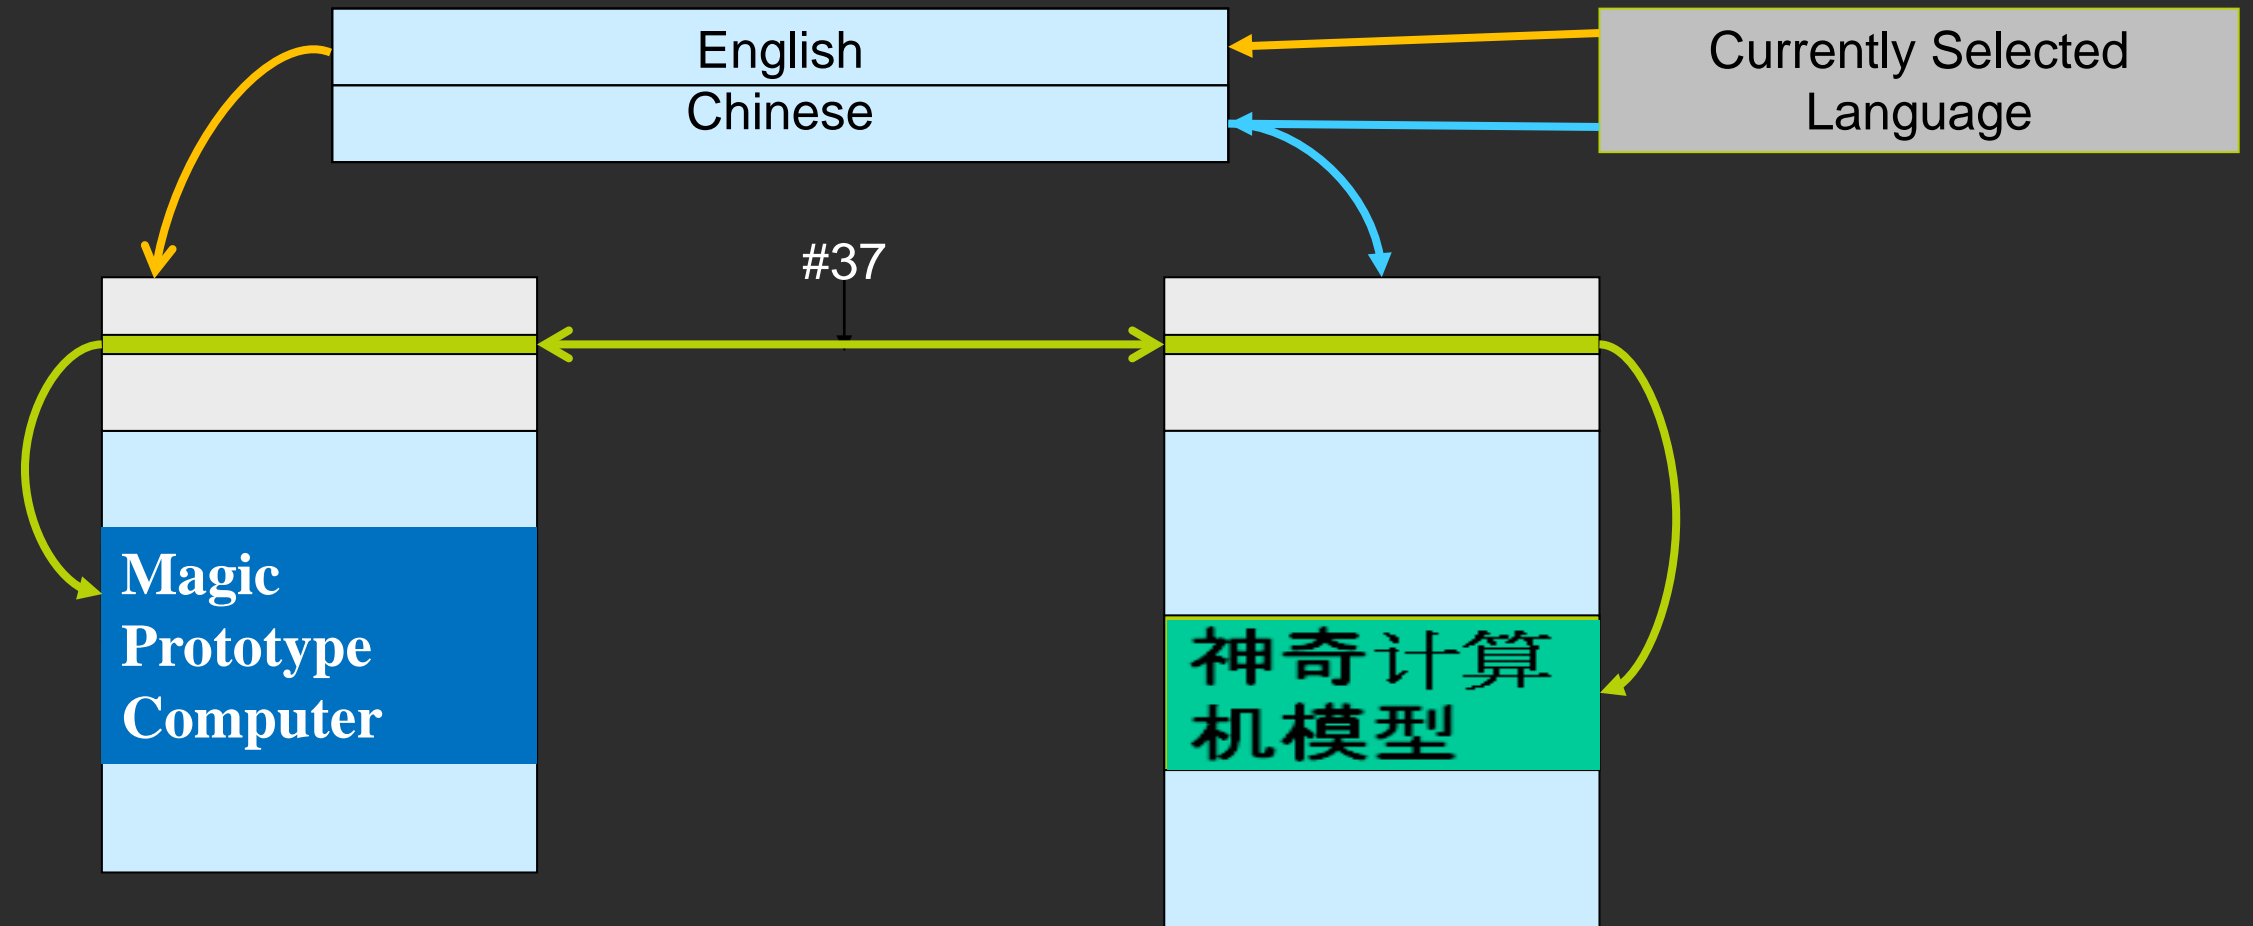 English
Chinese
Currently Selected
Language
#37
Magic
Prototype
Computer
神奇计算
机模型